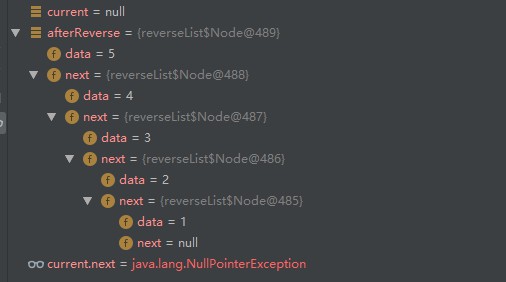 current = null
afterReverse = {reverseList$Node@489}
f data = 5
f next = {reverseList$Node@488}
f data = 4
f next = {reverseList$Node@487}
f data = 3
f next = {reverseList$Node@486}
f data = 2
f next = {reverseList$Node@485}
f data = 1
f next = null
current.next = java.lang.NullPointerException